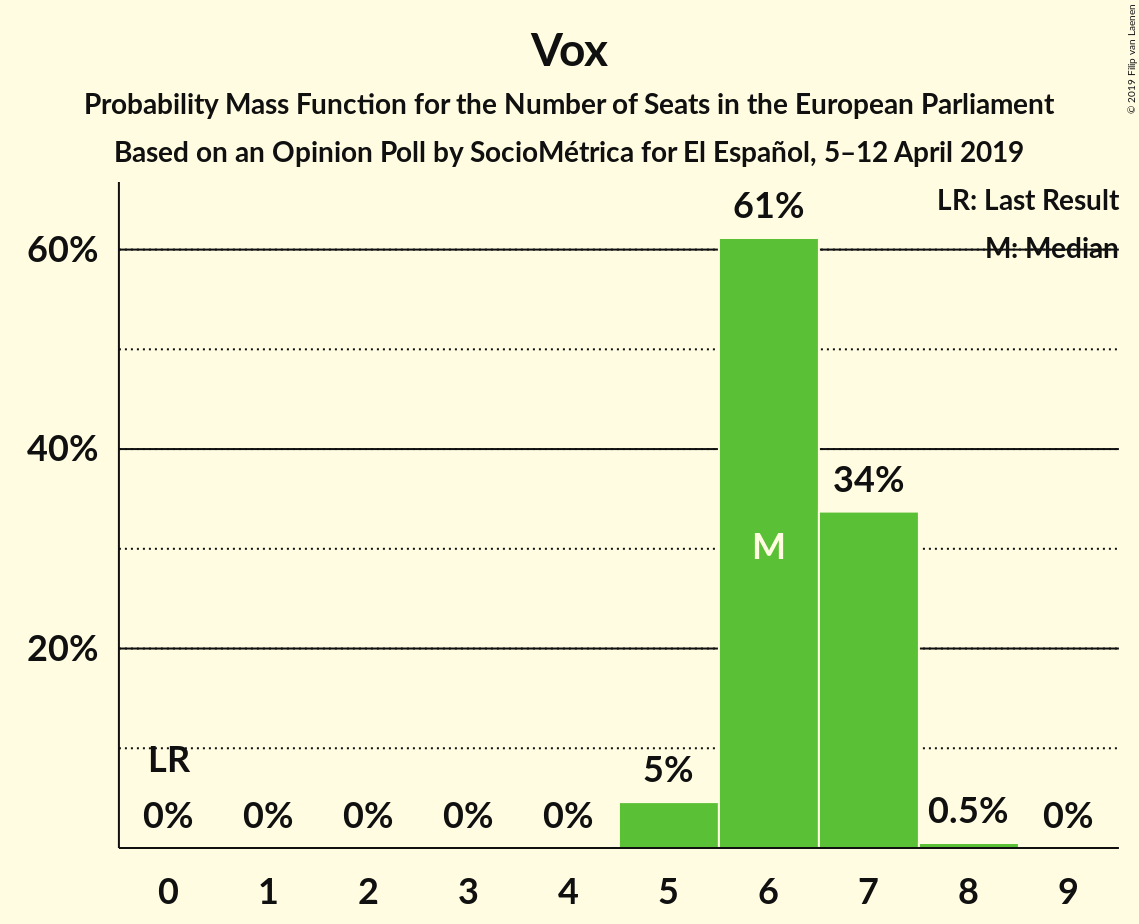 Vox
Probability Mass Function for the Number of Seats in the European Parliament
Based on an Opinion Poll by SocioMétrica for El Español, 5–12 April 2019
© 2019 Filip van Laenen
LR: Last Result
M: Median
60%
40%
20%
61%
34%
M
LR
5%
0.5%
0% 0% 0% 0% 0% 0%
0 1 2 3 4 5 6 7 8 9